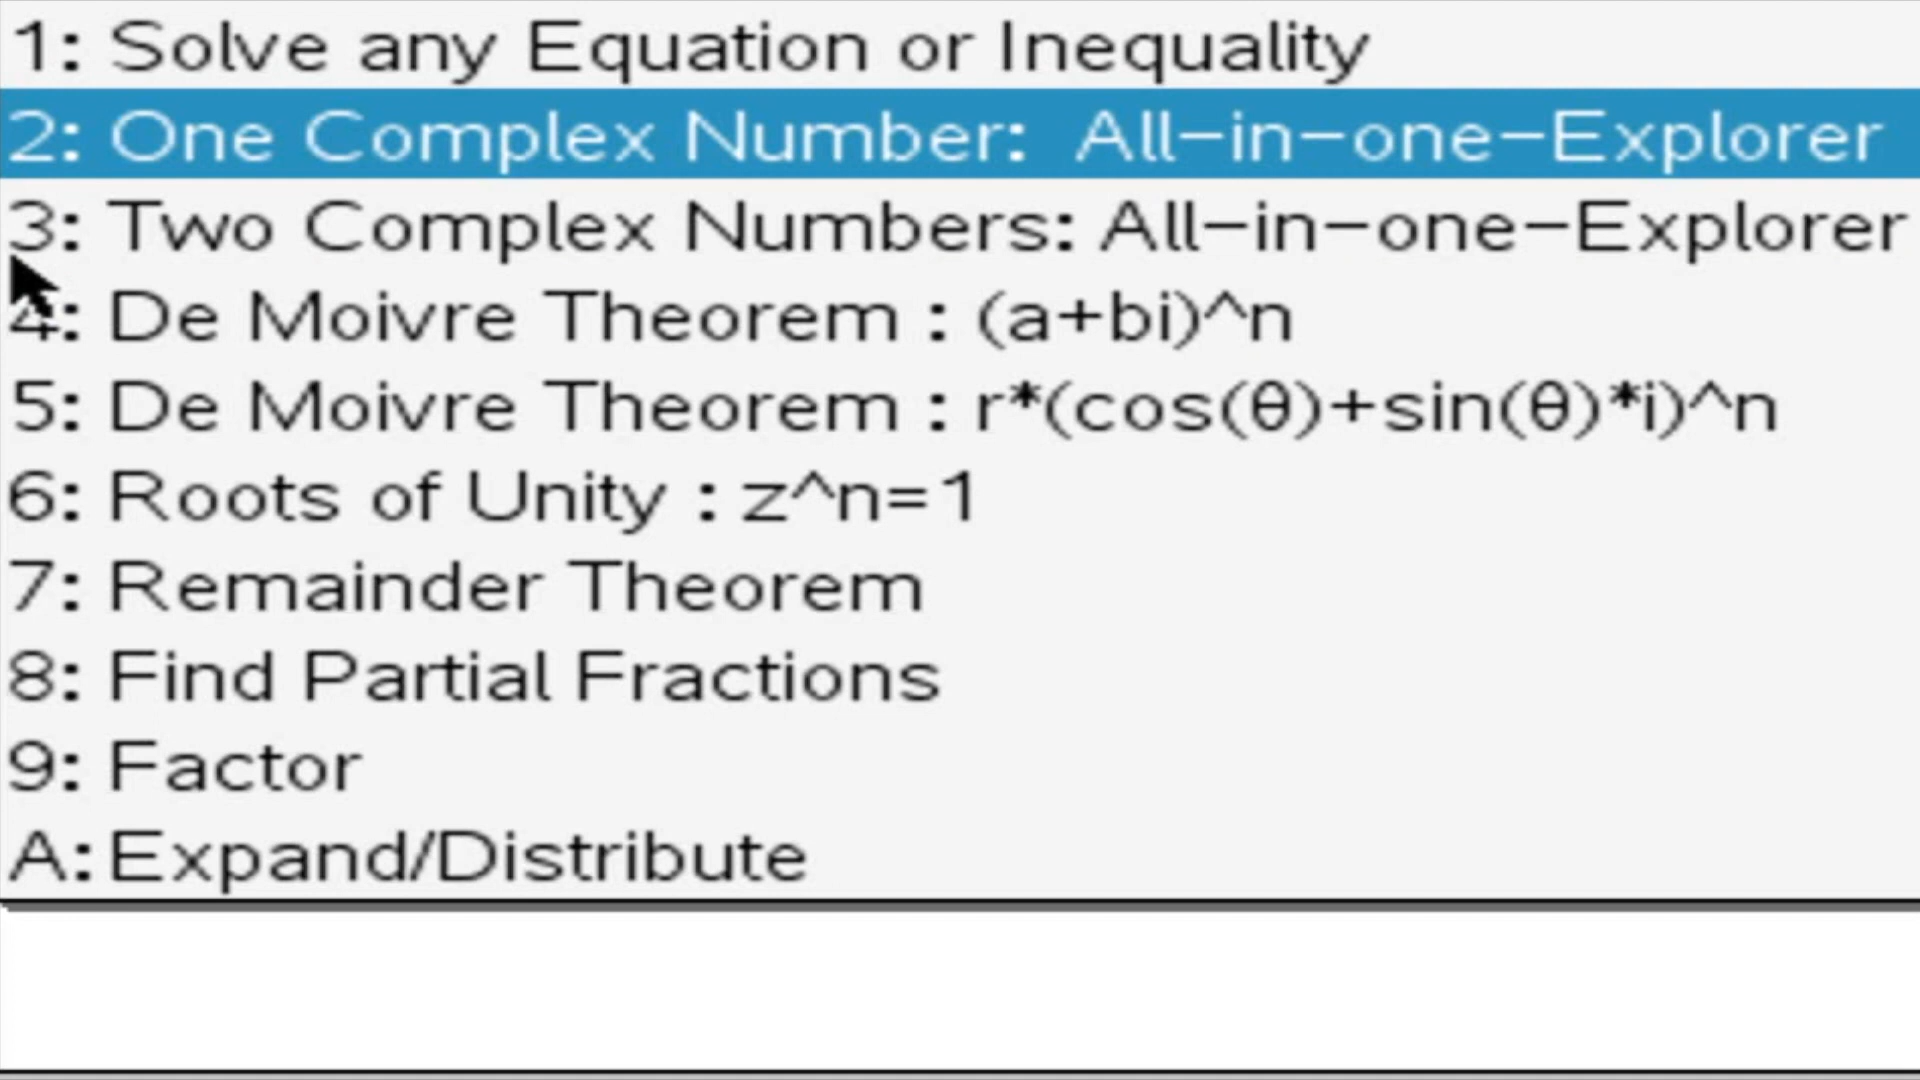 1: Solve any Equation or Inequality
2: One Complex Number: All-in-one-Explorer
3: Two Complex Numbers: All-in-one-Explorer
4: De Moivre Theorem : (a+bi)^n
5: De Moivre Theorem : r*(cos(θ)+sin(θ)*i)^n
6: Roots of Unity : z^n=1
7: Remainder Theorem
8: Find Partial Fractions
9: Factor
A: Expand/Distribute